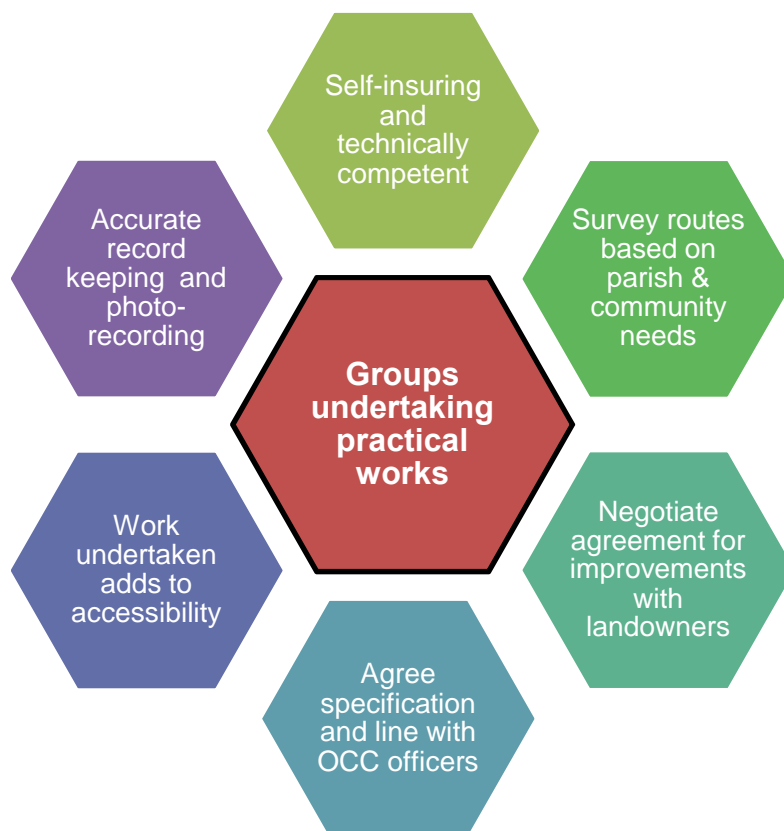 Self-insuring
and
technically
competent
Survey routes
based on
parish &
community
needs
Negotiate
agreement for
improvements
with
landowners
Agree
specification
and line with
OCC officers
Work
undertaken
adds to
accessibility
Accurate
record
keeping and
photo-
recording
Groups
undertaking
practical
works